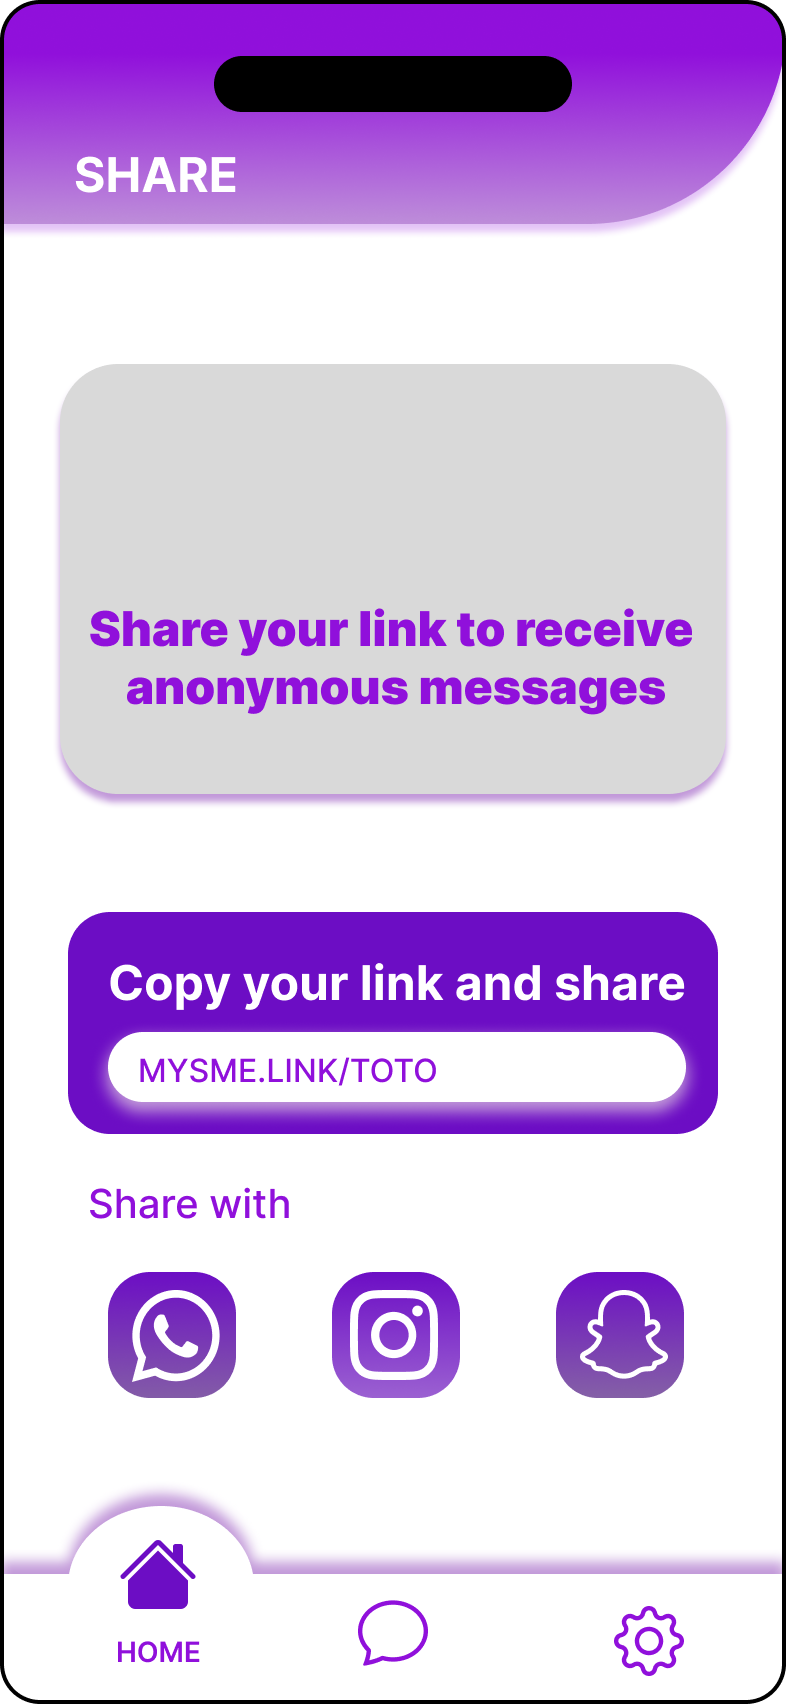 SHARE
Share your link to receive
anonymous messages
Copy your link and share
MYSME.LINK/TOTO
Share with
HOME